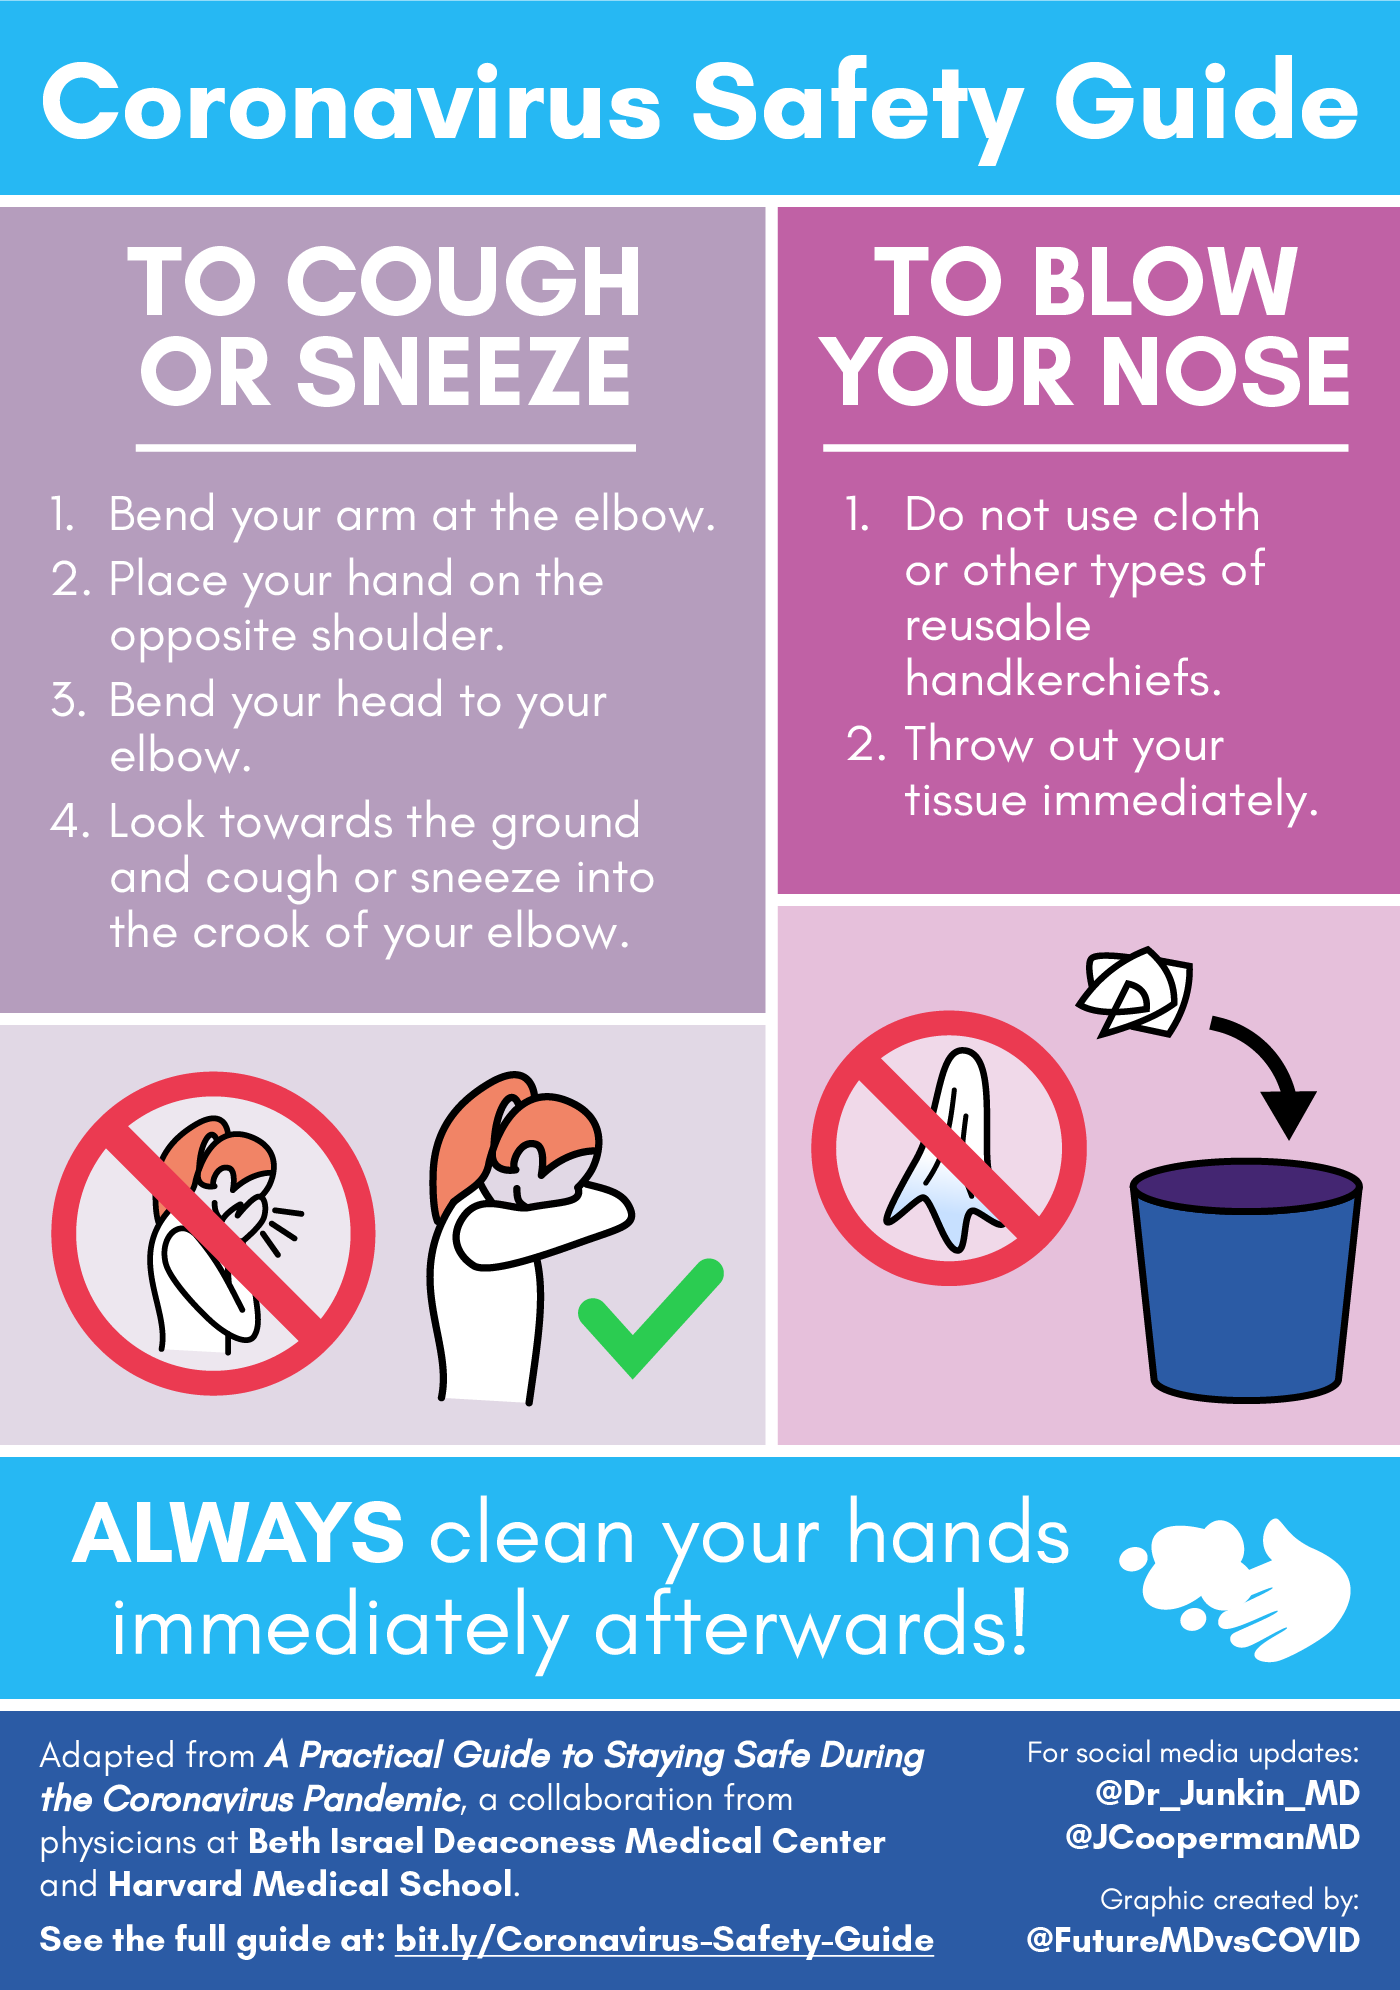 Coronavirus Safety Guide
TO COUGH
OR SNEEZE
1. Bend your arm at the elbow.
2. Place your hand on the
opposite shoulder.
3. Bend your head to your
elbow.
4. Look towards the ground
and cough or sneeze into
the crook of your elbow.
TO BLOW
YOUR NOSE
1. Do not use cloth
or other types of
reusable
handkerchiefs.
2. Throw out your
tissue immediately.
ALWAYS clean your hands
immediately afterwards!
Adapted from A Practical Guide to Staying Safe During
the Coronavirus Pandemic, a collaboration from
physicians at Beth Israel Deaconess Medical Center
and Harvard Medical School.
See the full guide at: bit.ly/Coronavirus-Safety-Guide
For social media updates:
@Dr_Junkin_MD
@JCoopermanMD
Graphic created by:
@FutureMDvsCOVID